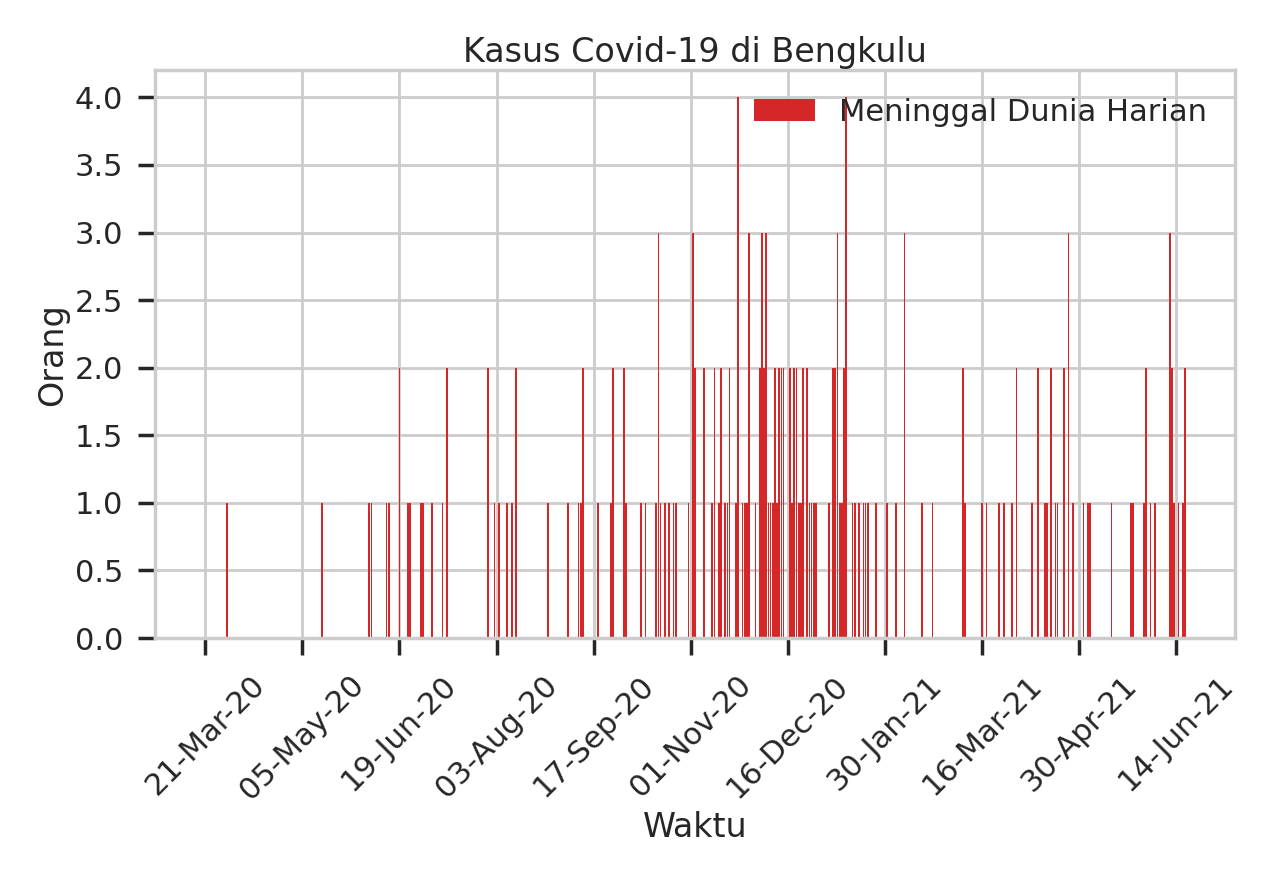 Kasus Covid-19 di Bengkulu
Meninggal Dunia Harian
Orang
4.0
3.5
3.0
2.5
2.0
1.5
1.0
0.5
0.0
21-Mar-20
05-May-20
19-Jun-20
03-Aug-20
17-Sep-20
01-Nov-20
16-Dec-20
30-Jan-21
16-Mar-21
30-Apr-21
14-Jun-21
Waktu